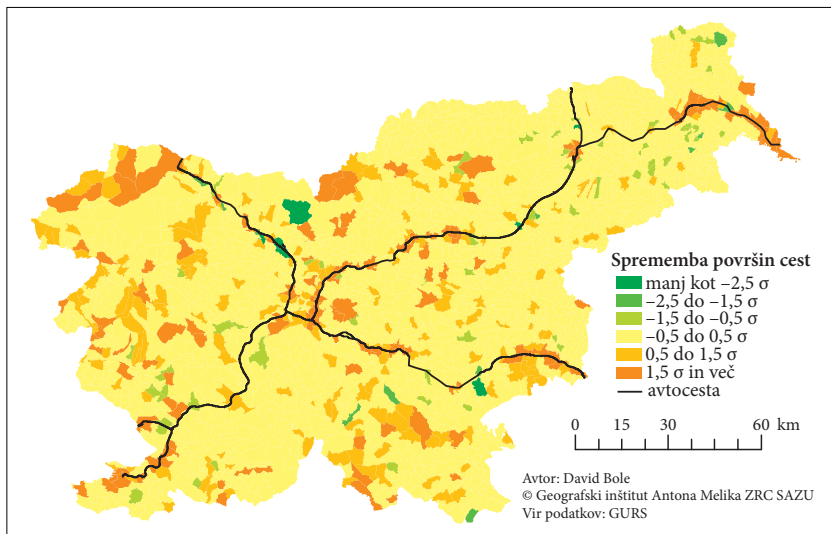 Sprememba površin cest
manj kot –2,5 σ
–2,5 do –1,5 σ
–1,5 do –0,5 σ
–0,5 do 0,5 σ
0,5 do 1,5 σ
1,5 σ in več
avtocesta
0 15 30 60 km
Avtor: David Bole
© Geografski inštitut Antona Melika ZRC SAZU
Vir podatkov: GURS